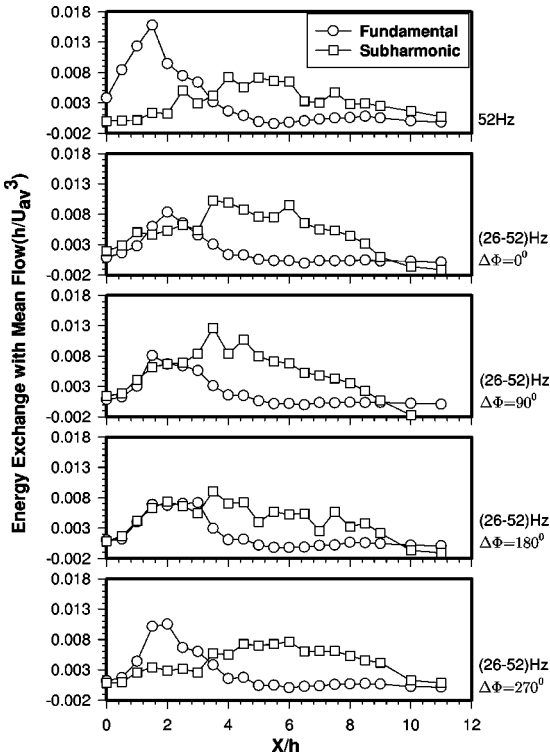 0.018
0.013
0.008
0.003
-0.002
Fundamental
Subharmonic
52Hz
0.018
0.013
0.008
0.003
-0.002
(26-52)Hz
ΔΦ=0⁰
0.018
0.013
0.008
0.003
-0.002
(26-52)Hz
ΔΦ=90⁰
0.018
0.013
0.008
0.003
-0.002
(26-52)Hz
ΔΦ=180⁰
0.018
0.013
0.008
0.003
-0.002
(26-52)Hz
ΔΦ=270⁰
0 2 4 6 8 10 12
X/h
Energy Exchange with Mean Flow(h/Uav³)